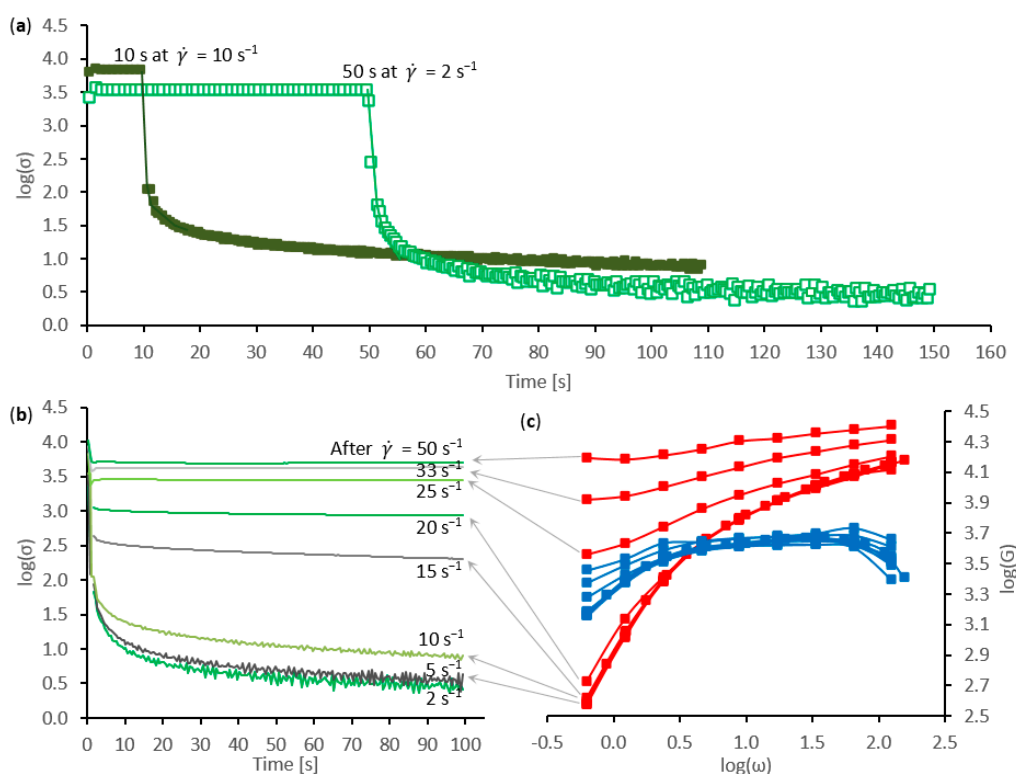 (a)
4.5
4.0
3.5
3.0
2.5
2.0
1.5
1.0
0.5
0.0
log(σ)
10 s at γ̇ = 10 s⁻¹
50 s at γ̇ = 2 s⁻¹
0 10 20 30 40 50 60 70 80 90 100 110 120 130 140 150 160
Time [s]
(b)
4.5
4.0
3.5
3.0
2.5
2.0
1.5
1.0
0.5
0.0
log(σ)
After γ̇ = 50 s⁻¹
33 s⁻¹
25 s⁻¹
20 s⁻¹
15 s⁻¹
10 s⁻¹
5 s⁻¹
2 s⁻¹
0 10 20 30 40 50 60 70 80 90 100
Time [s]
(c)
4.5
4.3
4.1
3.9
3.7
3.5
3.3
3.1
2.9
2.7
2.5
log(G)
-0.5 0.0 0.5 1.0 1.5 2.0 2.5
log(ω)